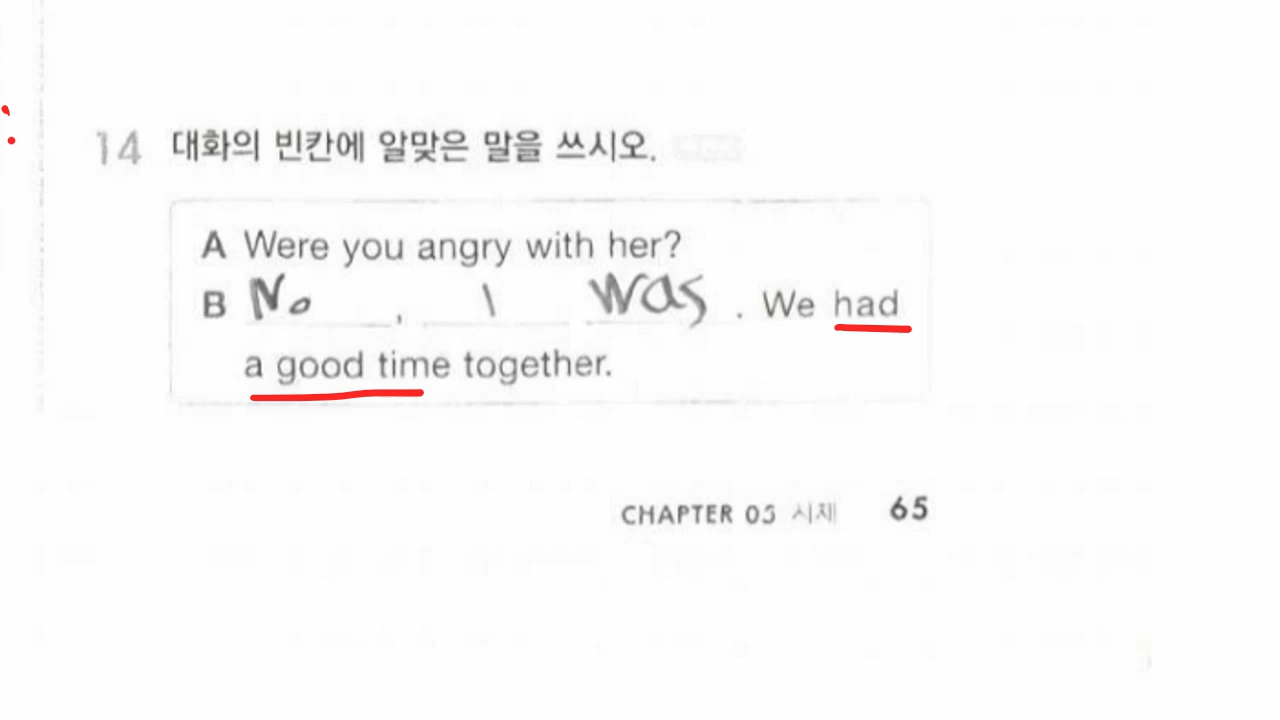 14 대화의 빈칸에 알맞은 말을 쓰시오.
A Were you angry with her?
B No , I was . We had
a good time together.
CHAPTER 03 시제 65